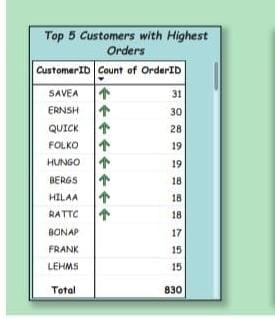 Top 5 Customers with Highest
Orders
CustomerID Count of OrderID
SAVEA 31
ERNSH 30
QUICK 28
FOLKO 19
HUNGO 19
BERGS 18
HILAA 18
RATTC 18
BONAP 17
FRANK 15
LEHMS 15
Total 830